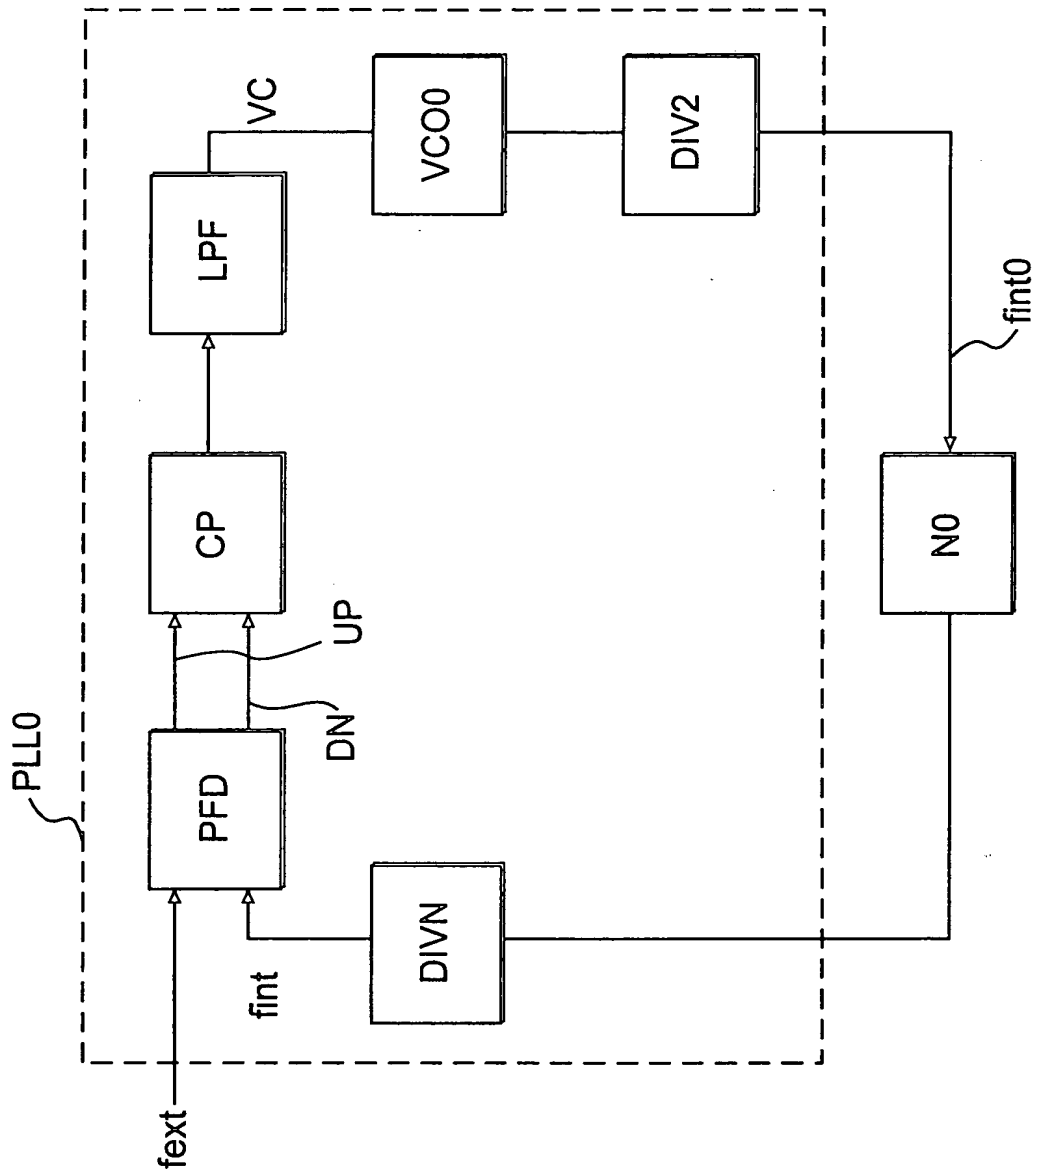 PLL0
fext
PFD
UP
DN
CP
LPF
VC
VCO0
DIV2
fint0
N0
DIVN
fint